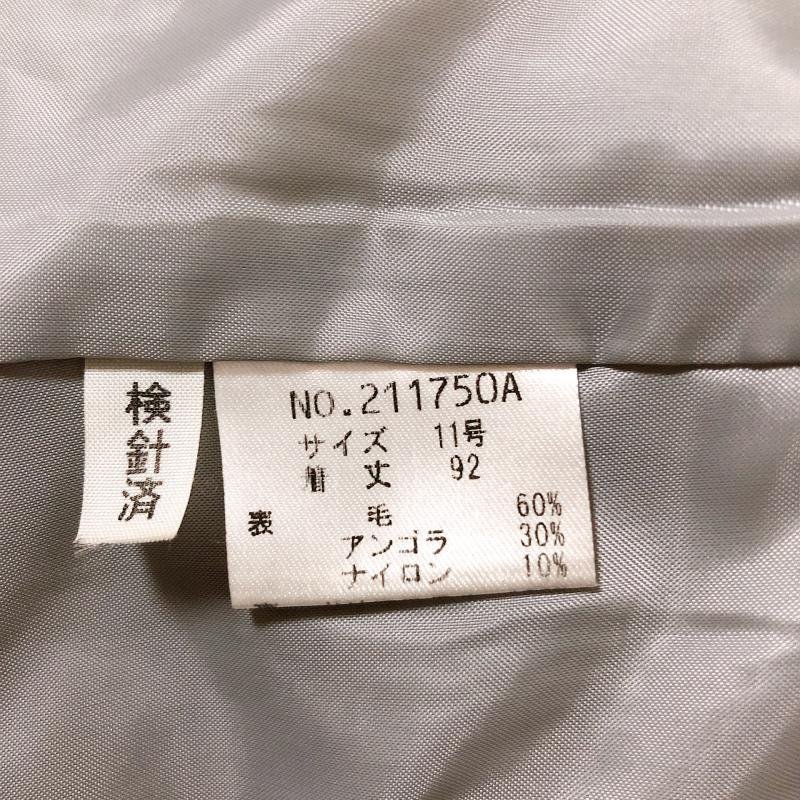 検針済
NO.211750A
サイズ 11号
着丈 92
表 毛 60%
アンゴラ 30%
ナイロン 10%